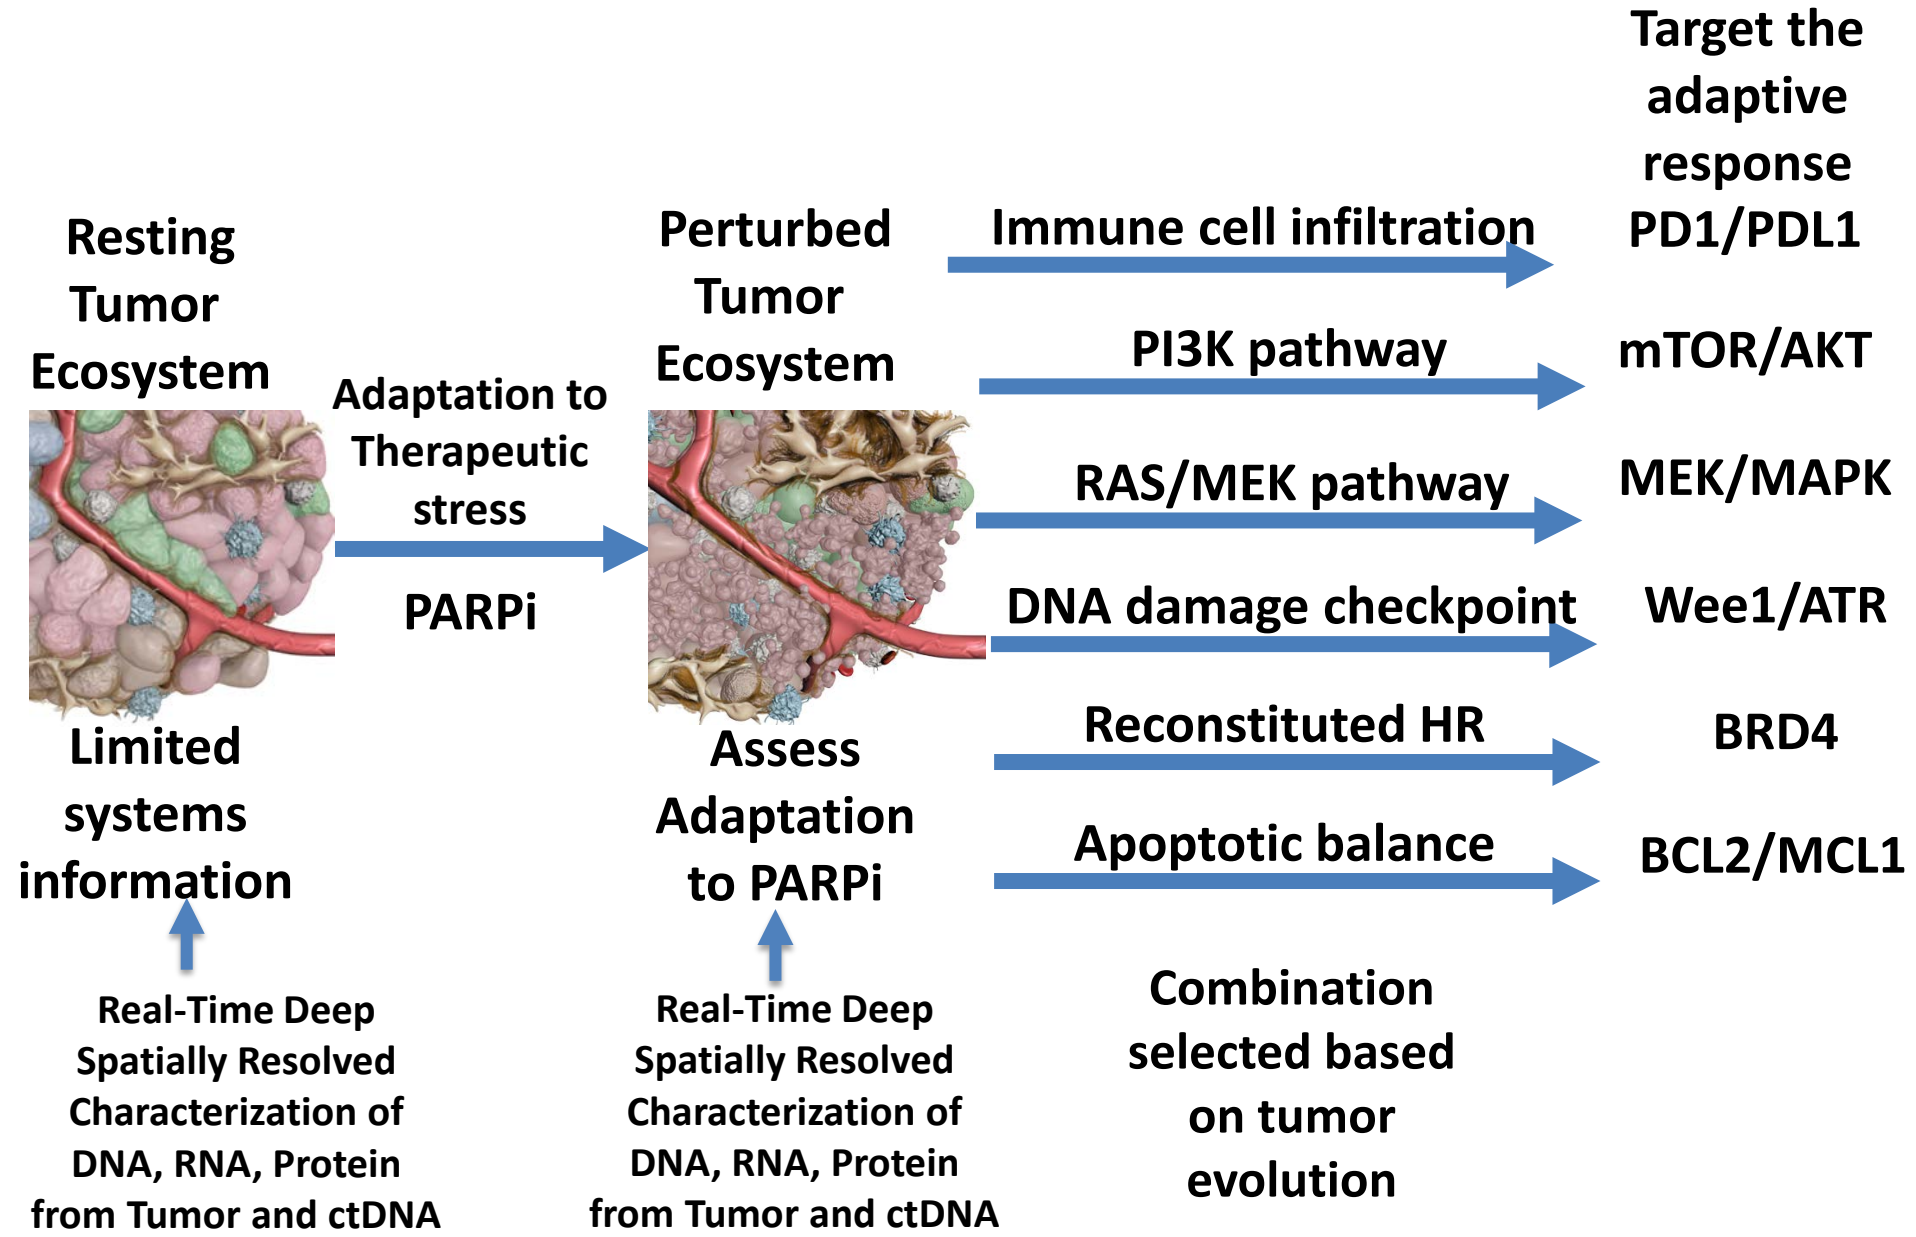 Resting
Tumor
Ecosystem
Limited
systems
information
Real-Time Deep
Spatially Resolved
Characterization of
DNA, RNA, Protein
from Tumor and ctDNA
Adaptation to
Therapeutic
stress
PARPi
Perturbed
Tumor
Ecosystem
Assess
Adaptation
to PARPi
Real-Time Deep
Spatially Resolved
Characterization of
DNA, RNA, Protein
from Tumor and ctDNA
Target the
adaptive
response
Immune cell infiltration
PD1/PDL1
PI3K pathway
mTOR/AKT
RAS/MEK pathway
MEK/MAPK
DNA damage checkpoint
Wee1/ATR
Reconstituted HR
BRD4
Apoptotic balance
BCL2/MCL1
Combination
selected based
on tumor
evolution